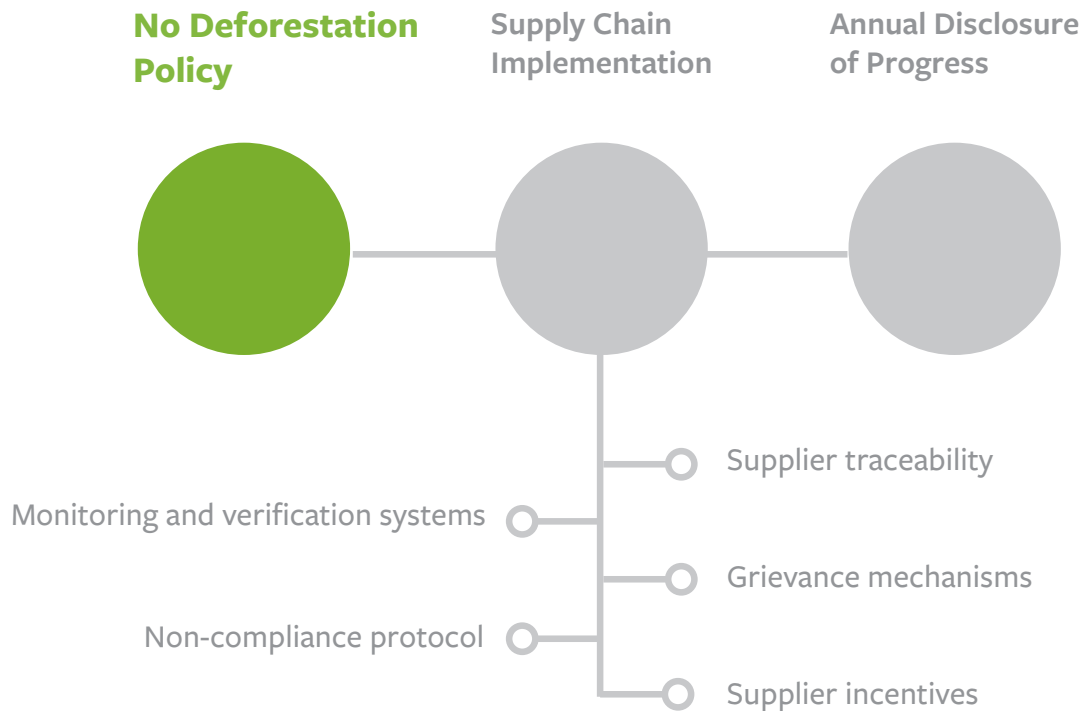 No Deforestation
Policy
Supply Chain
Implementation
Annual Disclosure
of Progress
Supplier traceability
Monitoring and verification systems
Grievance mechanisms
Non-compliance protocol
Supplier incentives